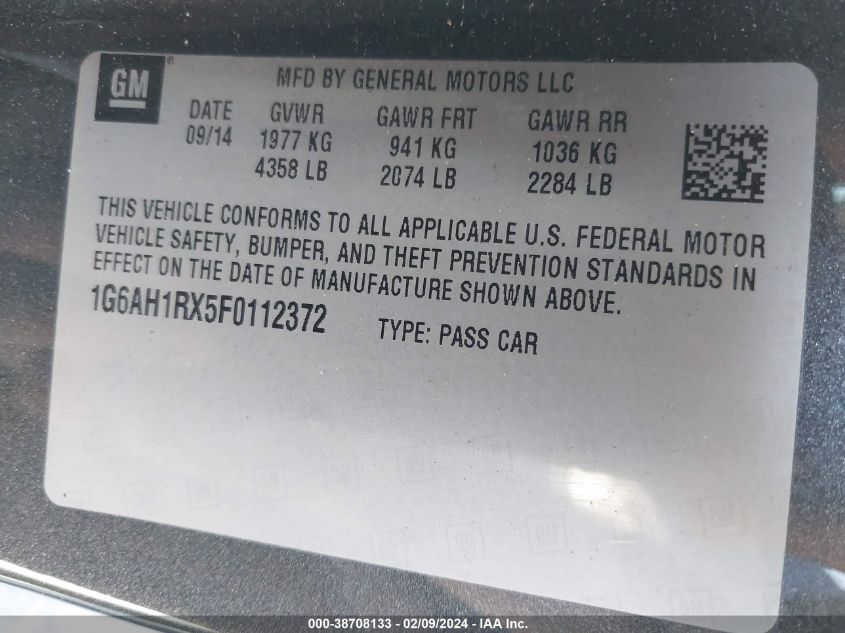 GM ®
MFD BY GENERAL MOTORS LLC
DATE GVWR GAWR FRT GAWR RR
09/14 1977 KG 941 KG 1036 KG
4358 LB 2074 LB 2284 LB
THIS VEHICLE CONFORMS TO ALL APPLICABLE U.S. FEDERAL MOTOR
VEHICLE SAFETY, BUMPER, AND THEFT PREVENTION STANDARDS IN
EFFECT ON THE DATE OF MANUFACTURE SHOWN ABOVE.
1G6AH1RX5F0112372 TYPE: PASS CAR
000-38708133 - 02/09/2024 - © IAA Inc.